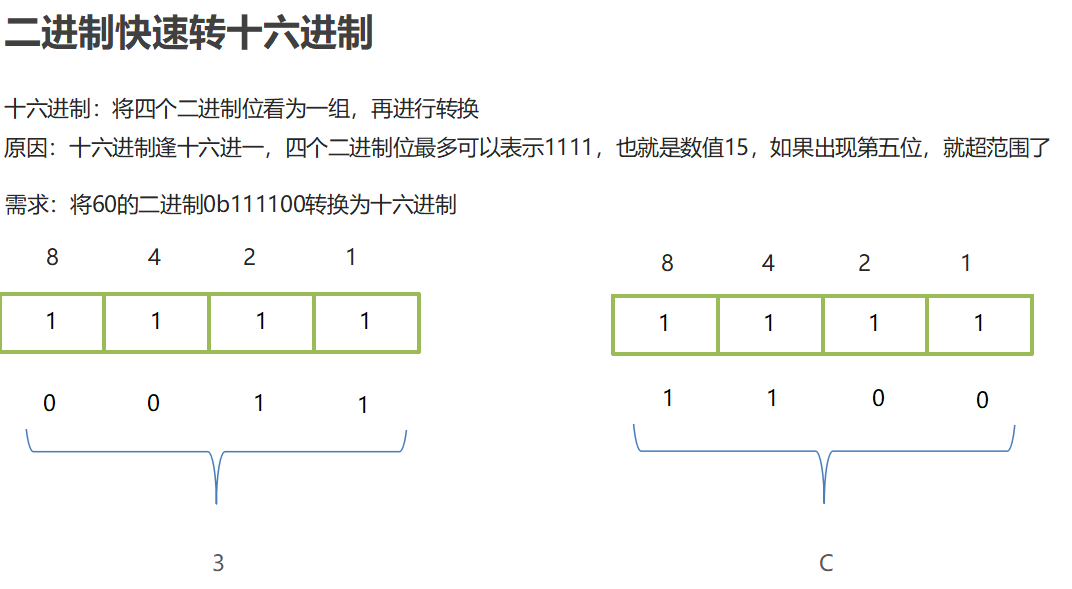 二进制快速转十六进制
十六进制：将四个二进制位看为一组，再进行转换
原因：十六进制逢十六进一，四个二进制位最多可以表示1111，也就是数值15，如果出现第五位，就超范围了
需求：将60的二进制0b111100转换为十六进制
8 4 2 1 8 4 2 1
1 1 1 1 1 1 1 1
0 0 1 1 1 1 0 0
3 C